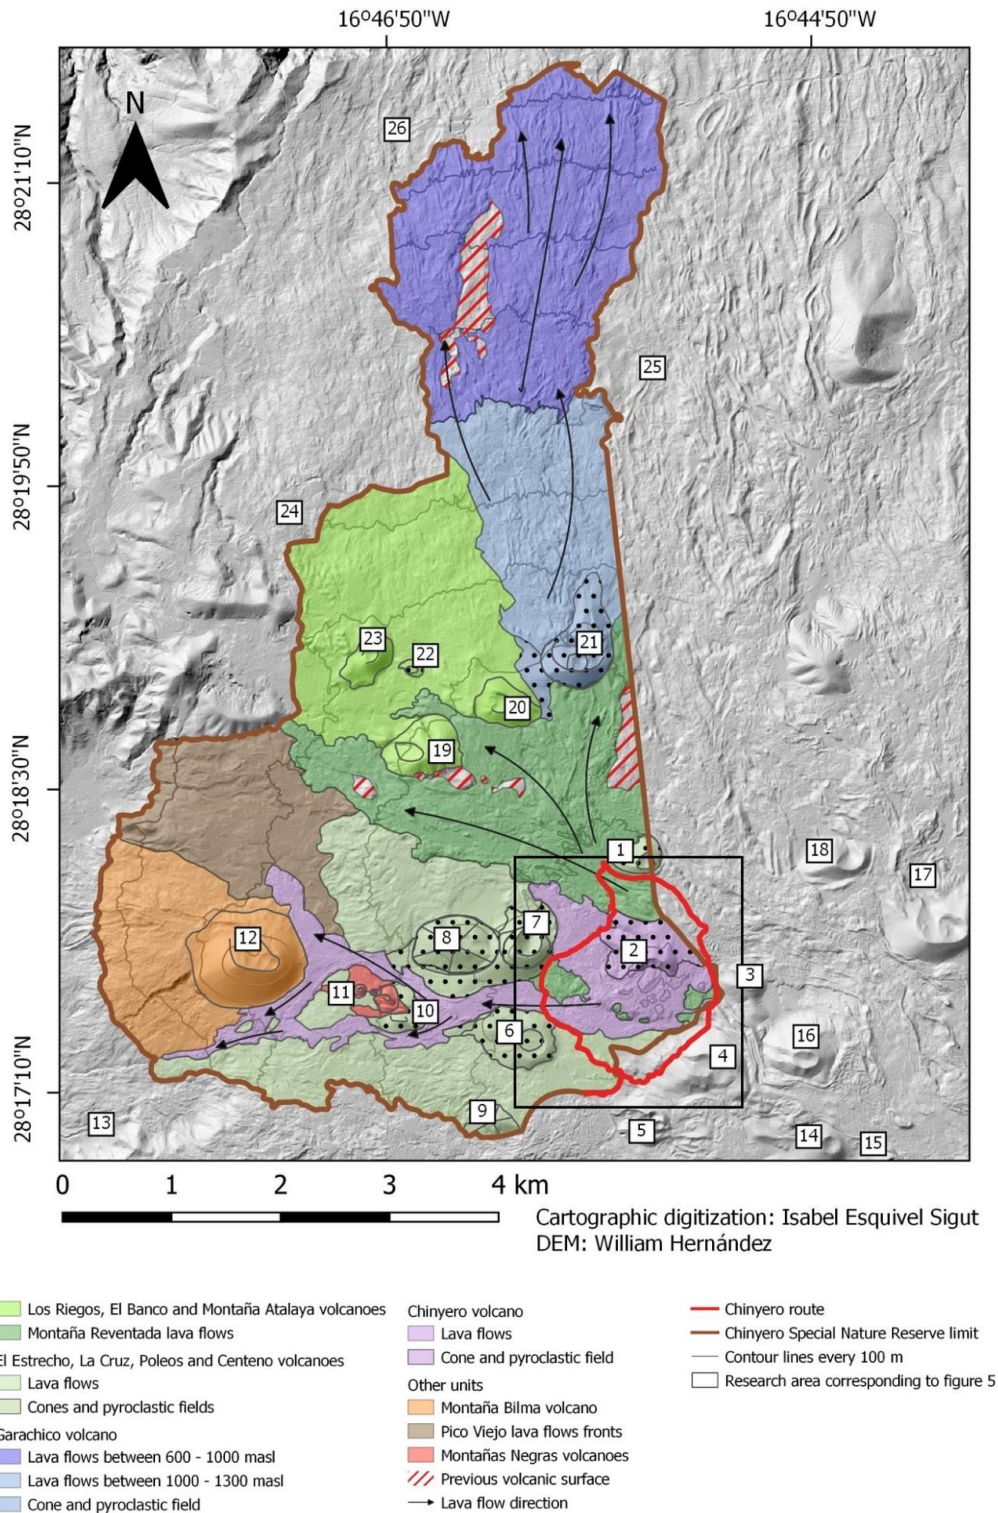 16º46'50"W
16º44'50"W
N
28º21'10"N
28º19'50"N
28º18'30"N
28º17'10"N
26
25
24
23
22
21
20
19
1
18
17
7
8
12
2
3
11
10
6
16
4
9
13
5
14
15
0 1 2 3 4 km
Cartographic digitization: Isabel Esquivel Sigut
DEM: William Hernández
Los Riegos, El Banco and Montaña Atalaya volcanoes
Montaña Reventada lava flows
El Estrecho, La Cruz, Poleos and Centeno volcanoes
Lava flows
Cones and pyroclastic fields
Garachico volcano
Lava flows between 600 - 1000 masl
Lava flows between 1000 - 1300 masl
Cone and pyroclastic field
Chinyero volcano
Lava flows
Cone and pyroclastic field
Other units
Montaña Bilma volcano
Pico Viejo lava flows fronts
Montañas Negras volcanoes
Previous volcanic surface
Lava flow direction
Chinyero route
Chinyero Special Nature Reserve limit
Contour lines every 100 m
Research area corresponding to figure 5